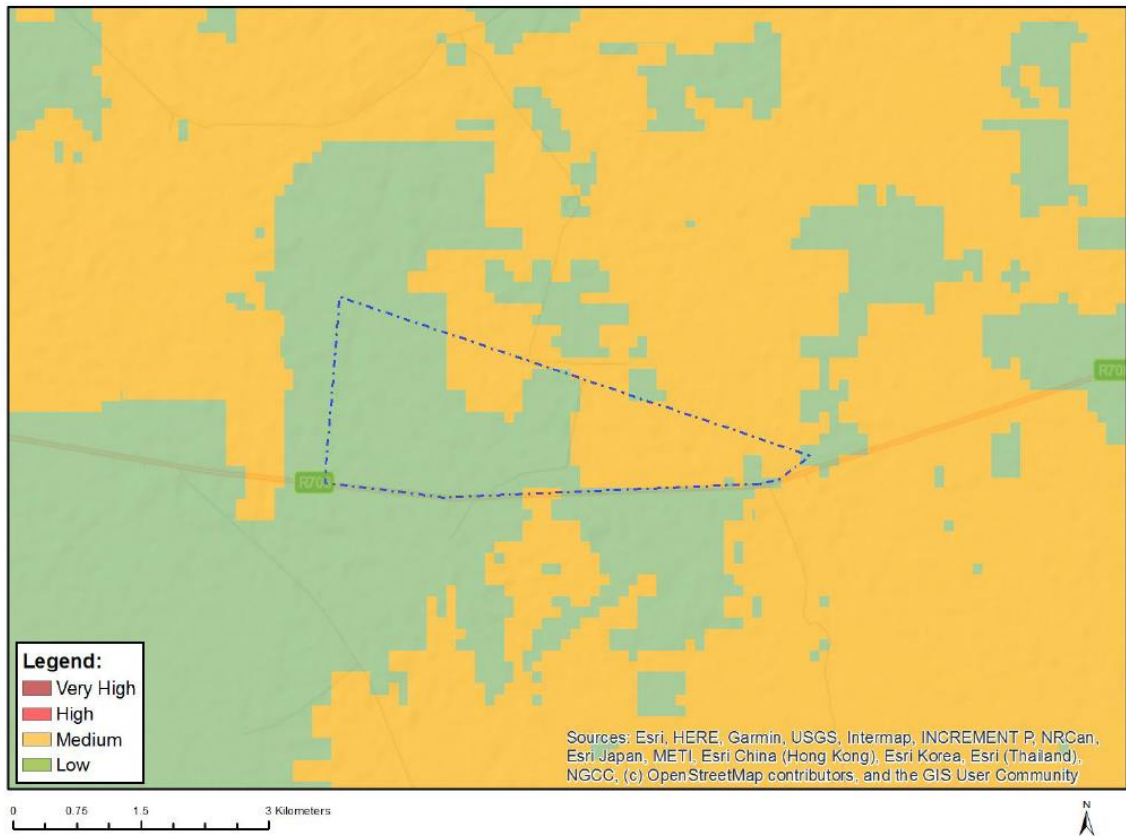 R70
R70
Legend:
Very High
High
Medium
Low
Sources: Esri, HERE, Garmin, USGS, Intermap, INCREMENT P, NRCan,
Esri Japan, METI, Esri China (Hong Kong), Esri Korea, Esri (Thailand),
NGCC, (c) OpenStreetMap contributors, and the GIS User Community
0 0.75 1.5 3 Kilometers
N